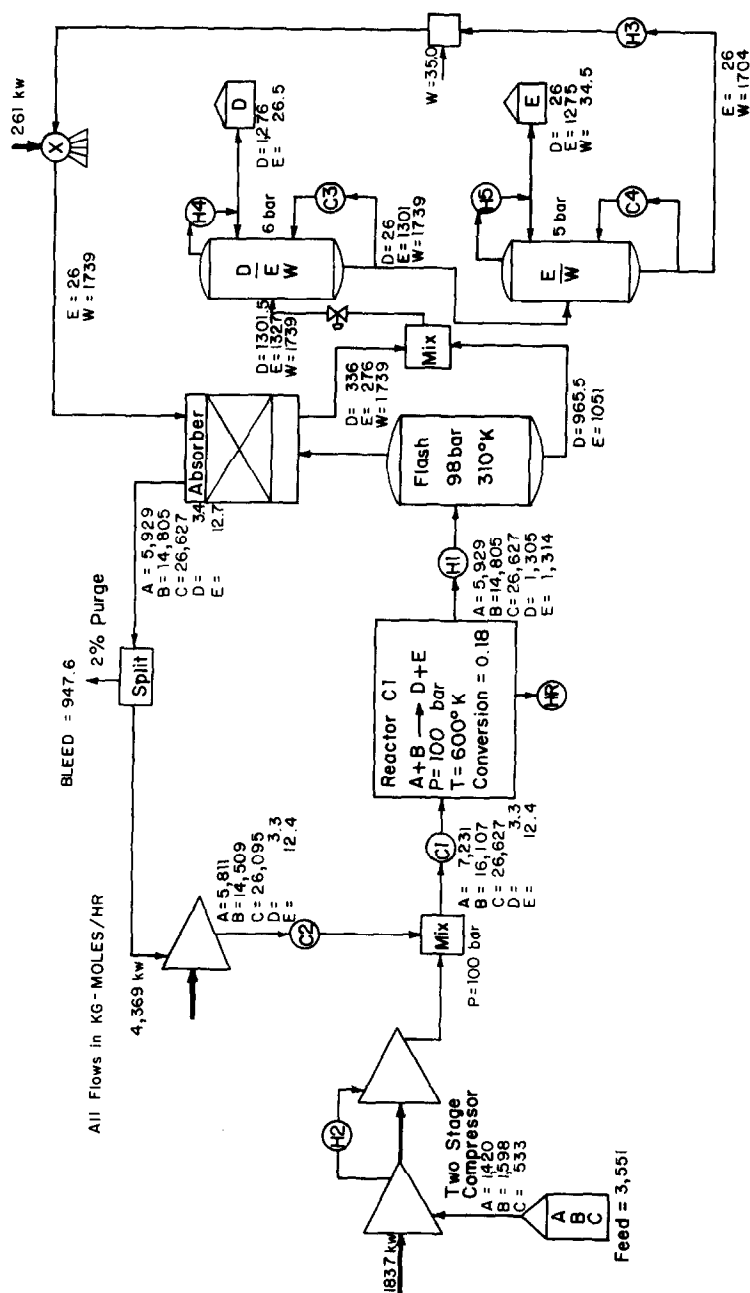 All Flows in KG-MOLES/HR
BLEED = 947.6
2% Purge
Split
A = 5,929
B = 14,805
C = 26,627
D = 3.4
E = 12.7
Absorber
E = 26
W = 1739
261 kw
X
4,369 kw
A = 5,811
B = 14,509
C = 26,095
D = 3.3
E = 12.4
C2
Mix
P=100 bar
1837 kw
H2
Two Stage
Compressor
A = 1,420
B = 1,598
C = 533
A
B
C
Feed = 3,551
C1
A = 7,231
B = 16,107
C = 26,627
D = 3.3
E = 12.4
Reactor C1
A+B → D+E
P=100 bar
T=600°K
Conversion = 0.18
HR
H1
A = 5,929
B = 14,805
C = 26,627
D = 1,305
E = 1,314
Flash
98bar
310°K
D = 965.5
E = 1051
D = 336
E = 276
W = 1739
Mix
D = 1301.5
E = 1327
W = 1739
D
E
W
6 bar
H4
C3
D
D = 1,276
E = 26.5
D = 26
E = 1301
W = 1739
E
W
5 bar
H5
C4
E
D = 26
E = 1275
W = 34.5
E = 26
W = 1704
H3
W = 35.0